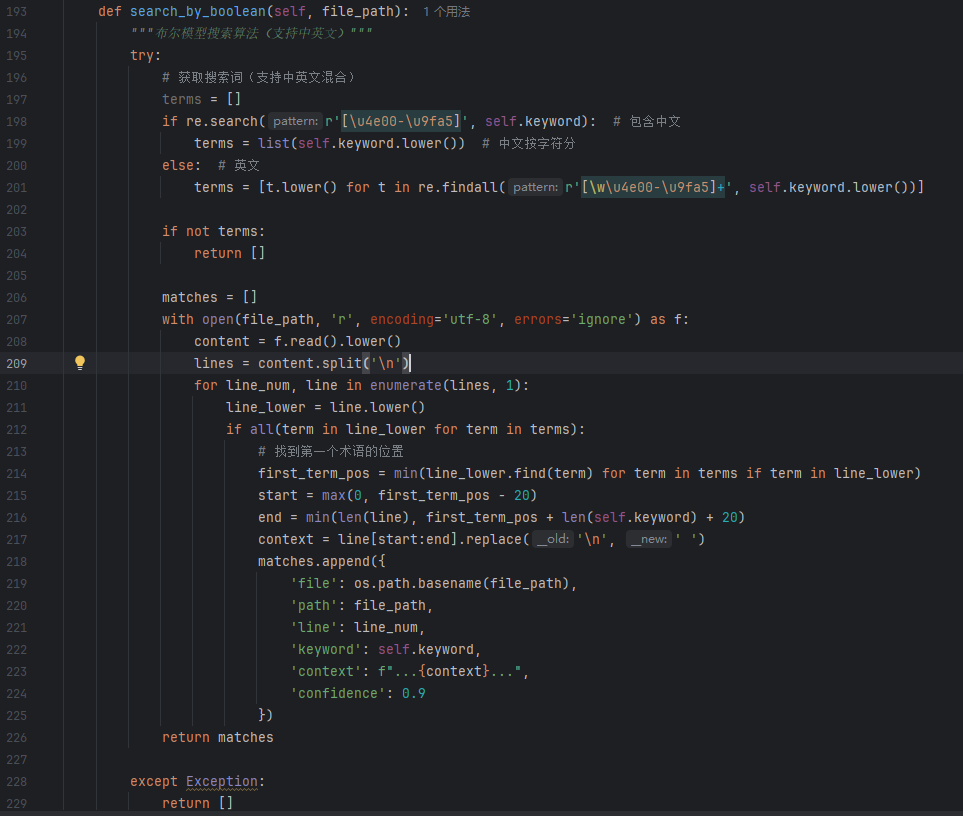 193 def search_by_boolean(self, file_path): 1 个用法
194 """布尔模型搜索算法（支持中英文）"""
195 try:
196 # 获取搜索词（支持中英文混合）
197 terms = []
198 if re.search( pattern: r'[\u4e00-\u9fa5]', self.keyword): # 包含中文
199 terms = list(self.keyword.lower()) # 中文按字符分
200 else: # 英文
201 terms = [t.lower() for t in re.findall( pattern: r'[\w\u4e00-\u9fa5]+', self.keyword.lower())]
202
203 if not terms:
204 return []
205
206 matches = []
207 with open(file_path, 'r', encoding='utf-8', errors='ignore') as f:
208 content = f.read().lower()
209 lines = content.split('\n')
210 for line_num, line in enumerate(lines, 1):
211 line_lower = line.lower()
212 if all(term in line_lower for term in terms):
213 # 找到第一个术语的位置
214 first_term_pos = min(line_lower.find(term) for term in terms if term in line_lower)
215 start = max(0, first_term_pos - 20)
216 end = min(len(line), first_term_pos + len(self.keyword) + 20)
217 context = line[start:end].replace( __old: '\n', __new: ' ')
218 matches.append({
219 'file': os.path.basename(file_path),
220 'path': file_path,
221 'line': line_num,
222 'keyword': self.keyword,
223 'context': f"...{context}...",
224 'confidence': 0.9
225 })
226 return matches
227
228 except Exception:
229 return []